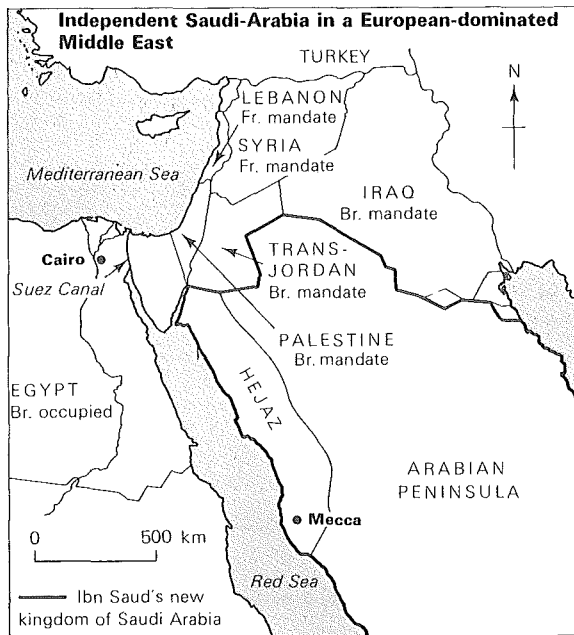 Independent Saudi-Arabia in a European-dominated
Middle East
TURKEY
N
LEBANON
Fr. mandate
SYRIA
Fr. mandate
Mediterranean Sea
IRAQ
Br. mandate
Cairo
TRANS-
JORDAN
Br. mandate
Suez Canal
PALESTINE
Br. mandate
HEJAZ
EGYPT
Br. occupied
ARABIAN
PENINSULA
Mecca
0 500 km
Red Sea
Ibn Saud's new
kingdom of Saudi Arabia